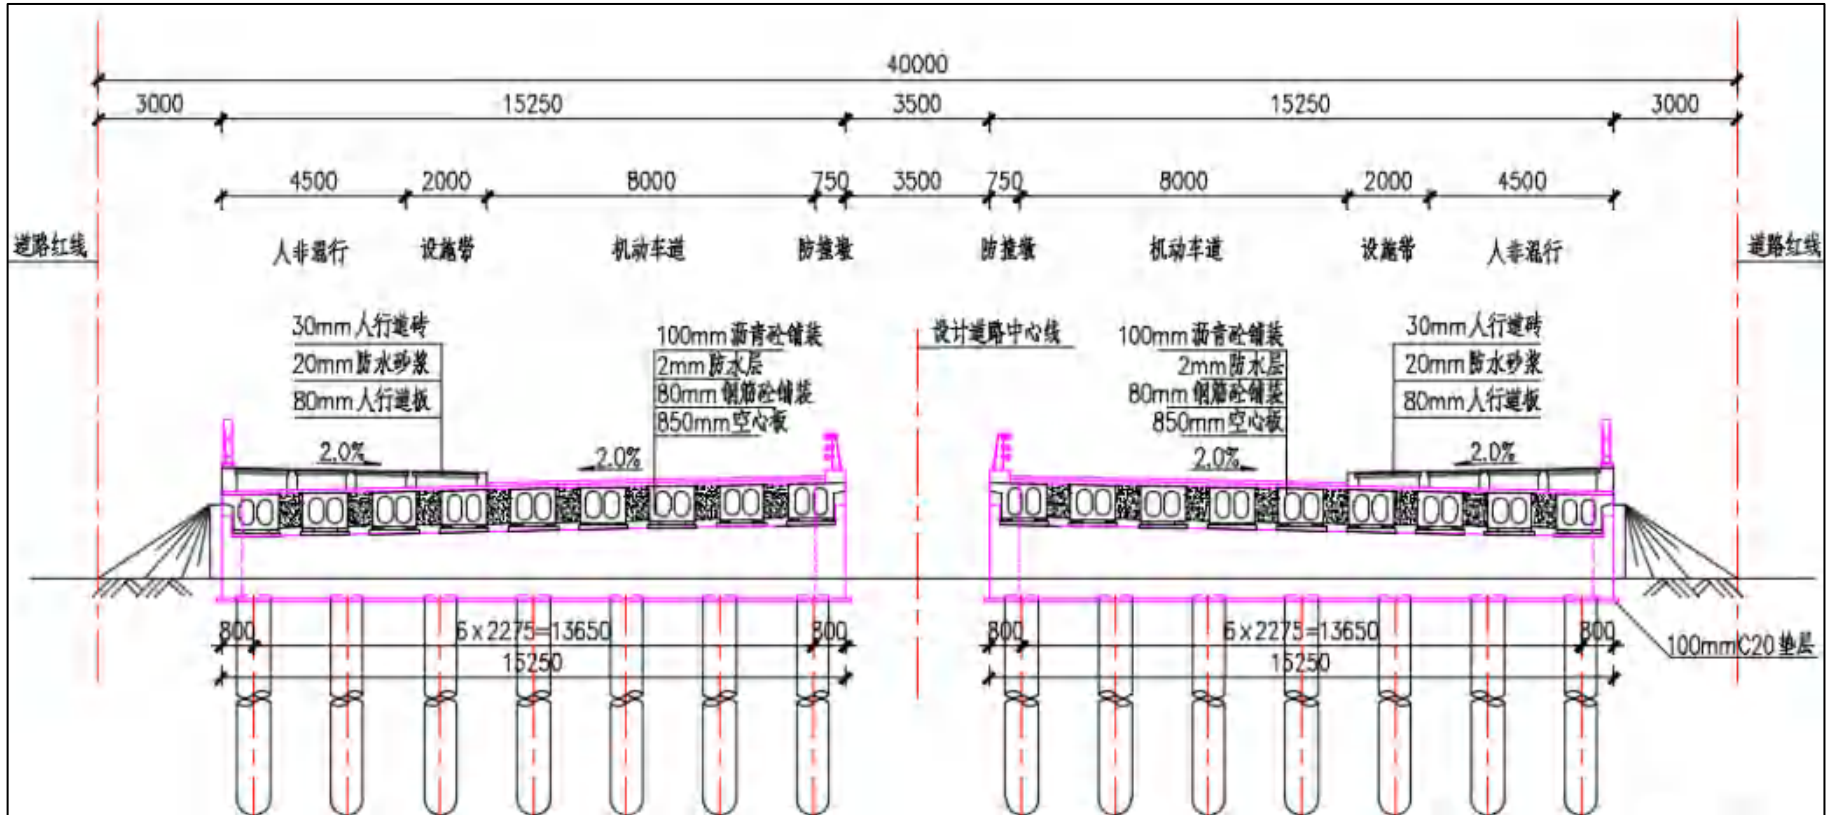 40000
3000 15250 3500 15250 3000
4500 2000 8000 750 3500 750 8000 2000 4500
道路红线 人非混行 设施带 机动车道 防撞墩 防撞墩 机动车道 设施带 人非混行 道路红线
30mm人行道砖
20mm防水砂浆
80mm人行道板
100mm沥青砼铺装
2mm防水层
80mm钢筋砼铺装
850mm空心板
设计道路中心线
100mm沥青砼铺装
2mm防水层
80mm钢筋砼铺装
850mm空心板
30mm人行道砖
20mm防水砂浆
80mm人行道板
2.0% 2.0% 2.0% 2.0%
800 6x2275=13650 800 800 6x2275=13650 800
15250 15250
100mmC20垫层